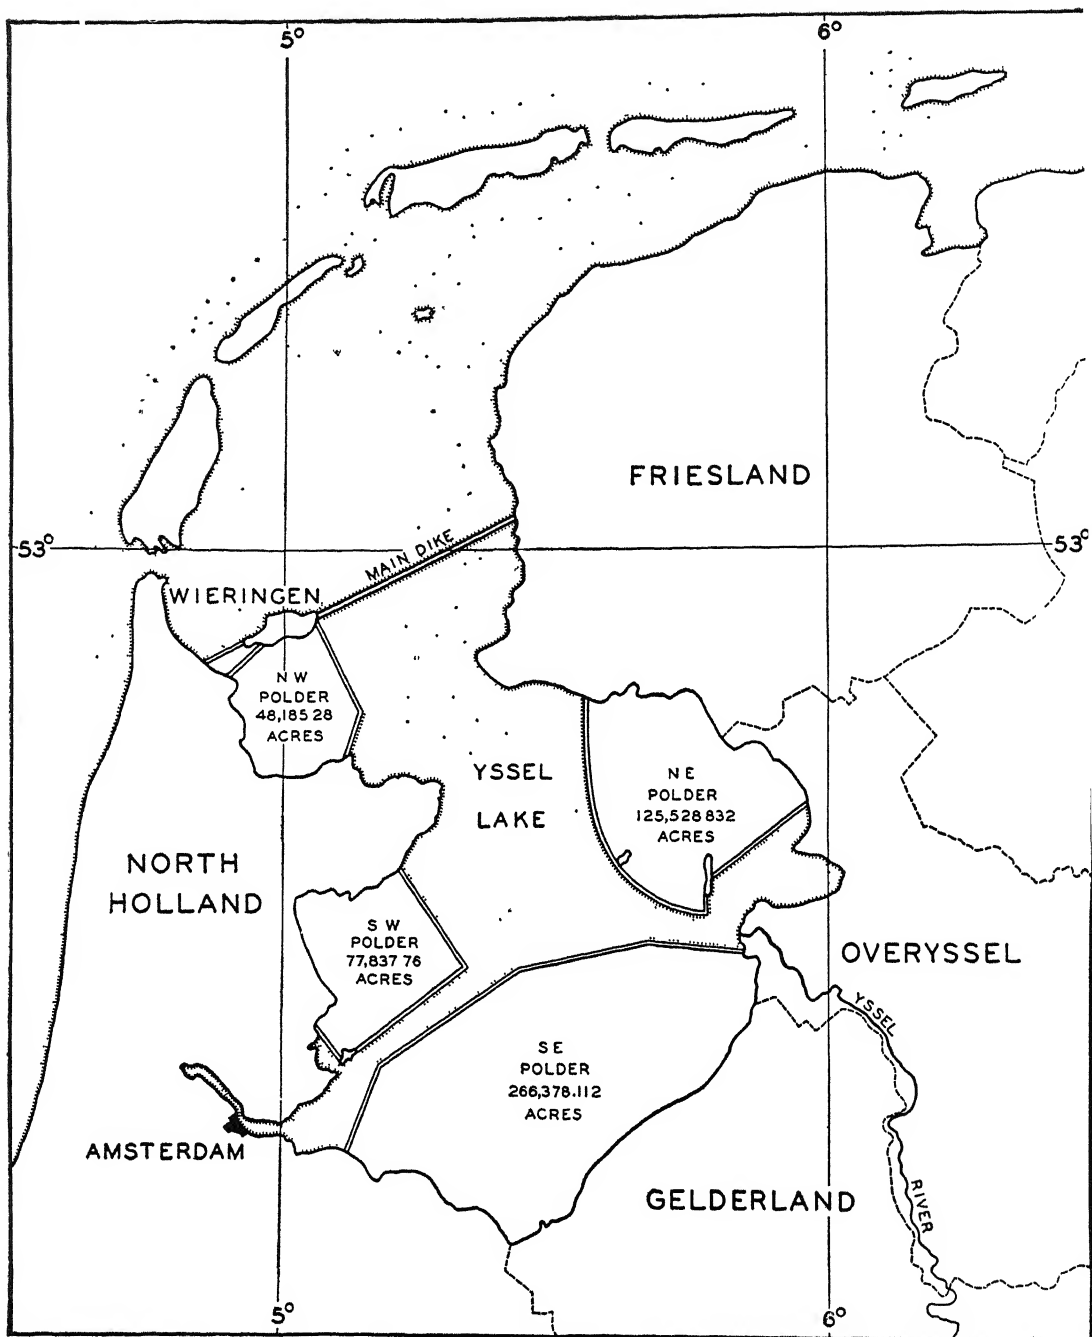 5°
6°
FRIESLAND
53°
53°
MAIN DIKE
WIERINGEN
N W
POLDER
48,185 28
ACRES
YSSEL
LAKE
N E
POLDER
125,528 832
ACRES
NORTH
HOLLAND
S W
POLDER
77,837 76
ACRES
OVERYSSEL
YSSEL
S E
POLDER
266,378.112
ACRES
AMSTERDAM
GELDERLAND
RIVER
5°
6°